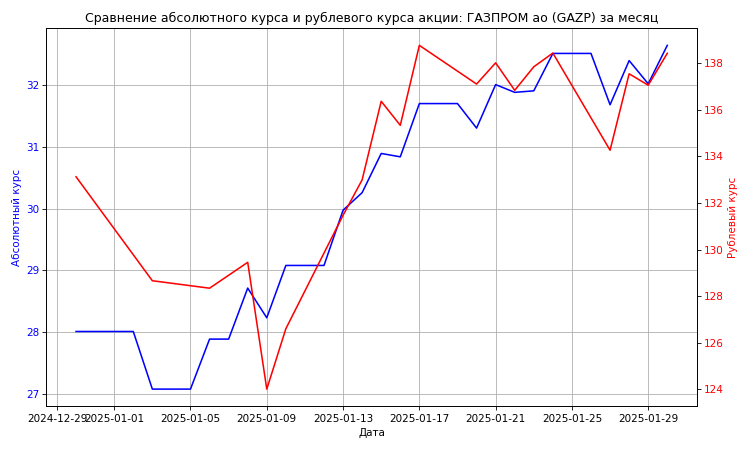 Сравнение абсолютного курса и рублевого курса акции: ГАЗПРОМ ао (GAZP) за месяц
Абсолютный курс
32
31
30
29
28
27
138
136
134
132
130
128
126
124
Рублевый курс
2024-12-29 2025-01-01 2025-01-05 2025-01-09 2025-01-13 2025-01-17 2025-01-21 2025-01-25 2025-01-29
Дата